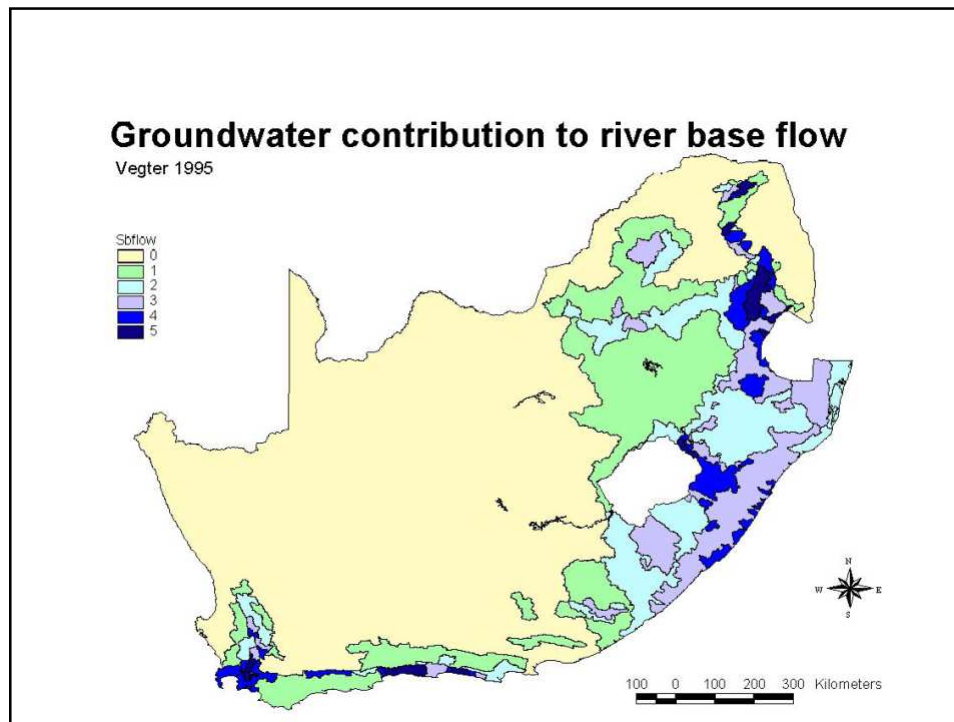 Groundwater contribution to river base flow
Vegter 1995
Sbflow
0
1
2
3
4
5
N
W E
S
100 0 100 200 300 Kilometers